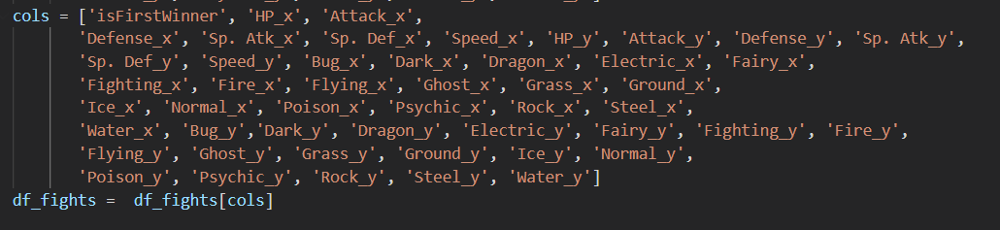 cols = ['isFirstWinner', 'HP_x', 'Attack_x',
'Defense_x', 'Sp. Atk_x', 'Sp. Def_x', 'Speed_x', 'HP_y', 'Attack_y', 'Defense_y', 'Sp. Atk_y',
'Sp. Def_y', 'Speed_y', 'Bug_x', 'Dark_x', 'Dragon_x', 'Electric_x', 'Fairy_x',
'Fighting_x', 'Fire_x', 'Flying_x', 'Ghost_x', 'Grass_x', 'Ground_x',
'Ice_x', 'Normal_x', 'Poison_x', 'Psychic_x', 'Rock_x', 'Steel_x',
'Water_x', 'Bug_y','Dark_y', 'Dragon_y', 'Electric_y', 'Fairy_y', 'Fighting_y', 'Fire_y',
'Flying_y', 'Ghost_y', 'Grass_y', 'Ground_y', 'Ice_y', 'Normal_y',
'Poison_y', 'Psychic_y', 'Rock_y', 'Steel_y', 'Water_y']
df_fights =  df_fights[cols]